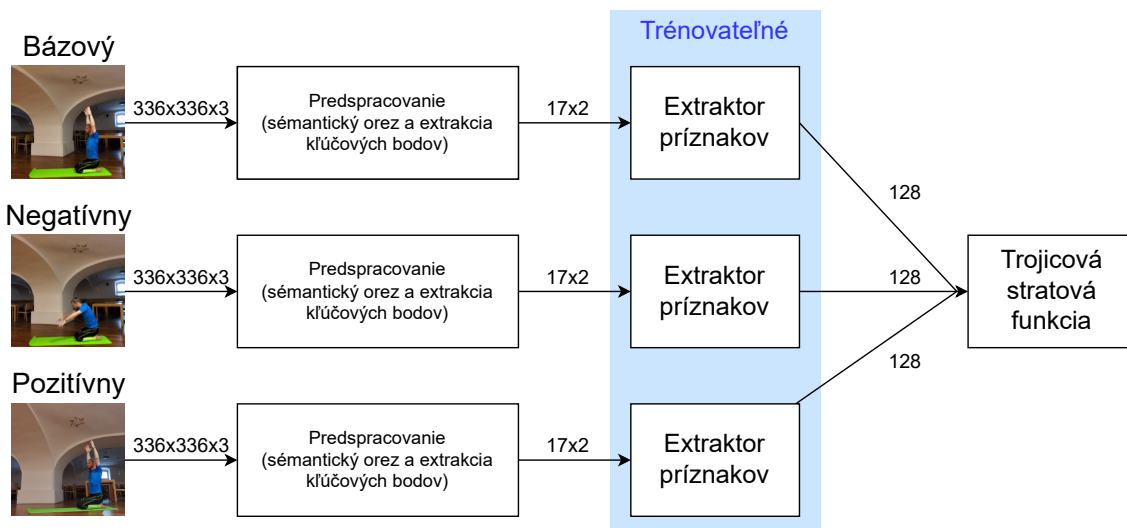 Trénovateľné
Bázový
336x336x3
Predspracovanie
(sémantický orez a extrakcia
kľúčových bodov)
17x2
Extraktor
príznakov
128
Negatívny
336x336x3
Predspracovanie
(sémantický orez a extrakcia
kľúčových bodov)
17x2
Extraktor
príznakov
128
Trojicová
stratová
funkcia
Pozitívny
336x336x3
Predspracovanie
(sémantický orez a extrakcia
kľúčových bodov)
17x2
Extraktor
príznakov
128